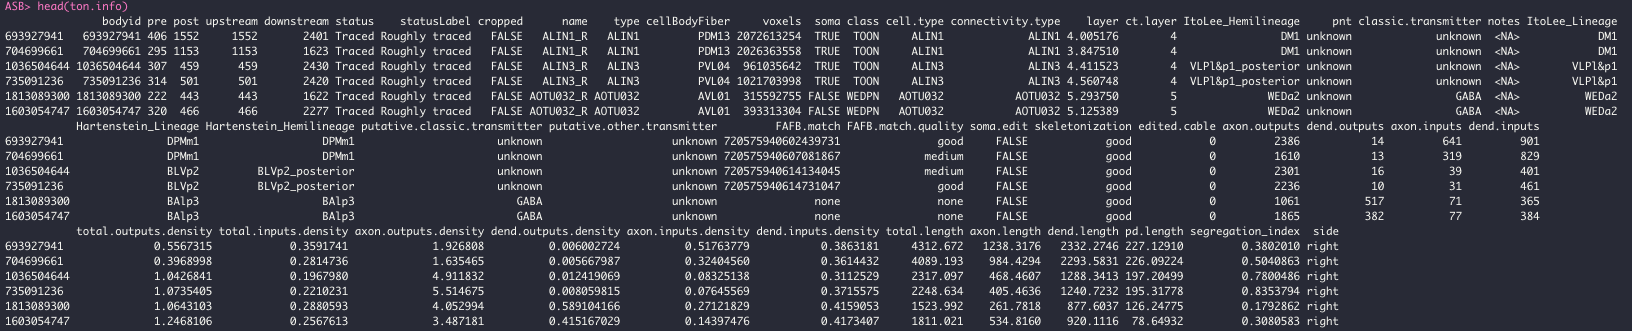 ASB> head(ton.info)
bodyid pre post upstream downstream status statusLabel cropped name type cellBodyFiber voxels soma class cell.type connectivity.type layer ct.layer ItoLee_Hemilineage pnt classic.transmitter notes ItoLee_Lineage
693927941 693927941 406 1552 1552 2401 Traced Roughly traced FALSE ALIN1_R ALIN1 PDM13 2072613254 TRUE TOON ALIN1 ALIN1 4.005176 4 DM1 unknown unknown <NA> DM1
704699661 704699661 295 1153 1153 1623 Traced Roughly traced FALSE ALIN1_R ALIN1 PDM13 2026363558 TRUE TOON ALIN1 ALIN1 3.847510 4 DM1 unknown unknown <NA> DM1
1036504644 1036504644 307 459 459 2430 Traced Roughly traced FALSE ALIN3_R ALIN3 PVL04 961035642 TRUE TOON ALIN3 ALIN3 4.411523 4 VLPl&p1_posterior unknown unknown <NA> VLPl&p1
735091236 735091236 314 501 501 2420 Traced Roughly traced FALSE ALIN3_R ALIN3 PVL04 1021703998 TRUE TOON ALIN3 ALIN3 4.560748 4 VLPl&p1_posterior unknown unknown <NA> VLPl&p1
1813089300 1813089300 222 443 443 1622 Traced Roughly traced FALSE AOTU032_R AOTU032 AVL01 315592755 FALSE WEDPN AOTU032 AOTU032 5.293750 5 WEDa2 unknown GABA <NA> WEDa2
1603054747 1603054747 320 466 466 2277 Traced Roughly traced FALSE AOTU032_R AOTU032 AVL01 393313304 FALSE WEDPN AOTU032 AOTU032 5.125389 5 WEDa2 unknown GABA <NA> WEDa2
Hartenstein_Lineage Hartenstein_Hemilineage putative.classic.transmitter putative.other.transmitter FAFB.match FAFB.match.quality soma.edit skeletonization edited.cable axon.outputs dend.outputs axon.inputs dend.inputs
693927941 DPMm1 DPMm1 unknown unknown 720575940602439731 good FALSE good 0 2386 14 641 901
704699661 DPMm1 DPMm1 unknown unknown 720575940607081867 medium FALSE good 0 1610 13 319 829
1036504644 BLVp2 BLVp2_posterior unknown unknown 720575940614134045 medium FALSE good 0 2301 16 39 401
735091236 BLVp2 BLVp2_posterior unknown unknown 720575940614731047 good FALSE good 0 2236 10 31 461
1813089300 BAlp3 BAlp3 GABA unknown none none FALSE good 0 1061 517 71 365
1603054747 BAlp3 BAlp3 GABA unknown none none FALSE good 0 1865 382 77 384
total.outputs.density total.inputs.density axon.outputs.density dend.outputs.density axon.inputs.density dend.inputs.density total.length axon.length dend.length pd.length segregation_index side
693927941 0.5567315 0.3591741 1.926808 0.006002724 0.51763779 0.3863181 4312.672 1238.3176 2332.2746 227.12910 0.3802010 right
704699661 0.3968998 0.2814736 1.635465 0.005667987 0.32404560 0.3614432 4089.193 984.4294 2293.5831 226.09224 0.5040863 right
1036504644 1.0426841 0.1967980 4.911832 0.012419069 0.08325138 0.3112529 2317.097 468.4607 1288.3413 197.20499 0.7800486 right
735091236 1.0735405 0.2210231 5.514675 0.008059815 0.07645569 0.3715575 2248.634 405.4636 1240.7232 195.31778 0.8353794 right
1813089300 1.0643103 0.2880593 4.052994 0.589104166 0.27121829 0.4159053 1523.992 261.7818 877.6037 126.24775 0.1792862 right
1603054747 1.2468106 0.2567613 3.487181 0.415167029 0.14397476 0.4173407 1811.021 534.8160 920.1116 78.64932 0.3080583 right